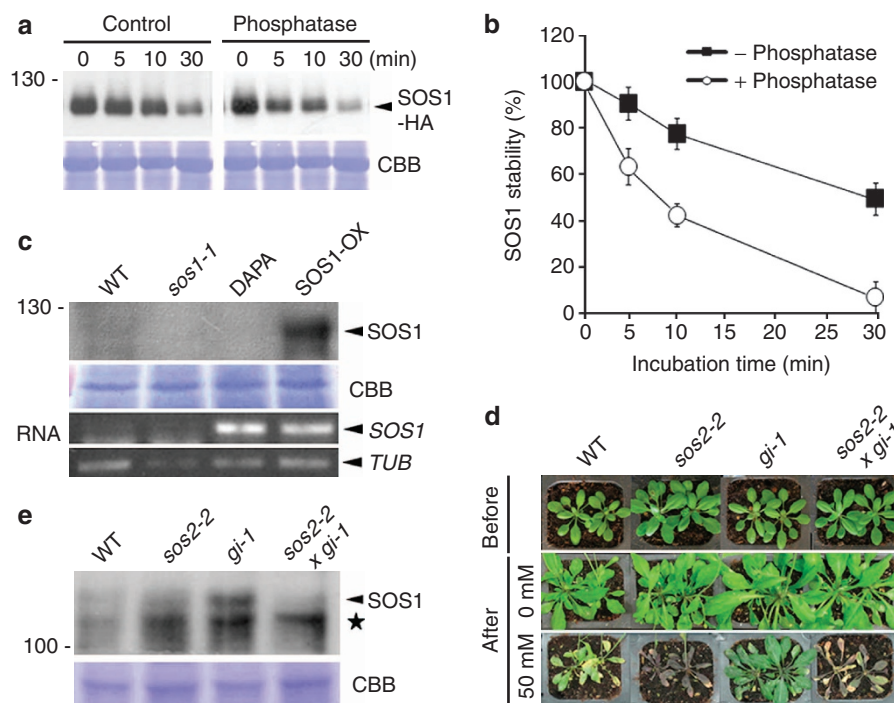 a
Control Phosphatase
0 5 10 30 0 5 10 30 (min)
130 -
SOS1
-HA
CBB
b
120
100
80
60
40
20
0
SOS1 stability (%)
– Phosphatase
+ Phosphatase
0 5 10 15 20 25 30
Incubation time (min)
c
WT sos1-1 DAPA SOS1-OX
130 -
SOS1
CBB
RNA
SOS1
TUB
d
WT sos2-2 gi-1 sos2-2 x gi-1
Before
After
0 mM
50 mM
e
WT sos2-2 gi-1 sos2-2 x gi-1
SOS1
100 -
CBB